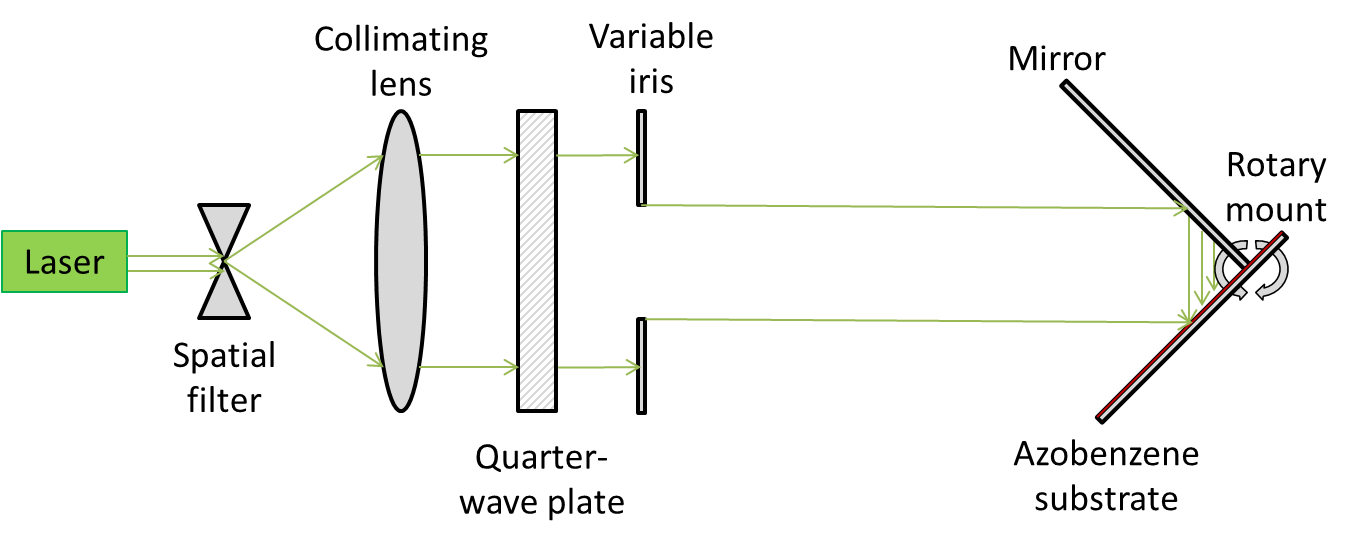 Collimating
lens
Variable
iris
Mirror
Rotary
mount
Laser
Spatial
filter
Quarter-
wave plate
Azobenzene
substrate